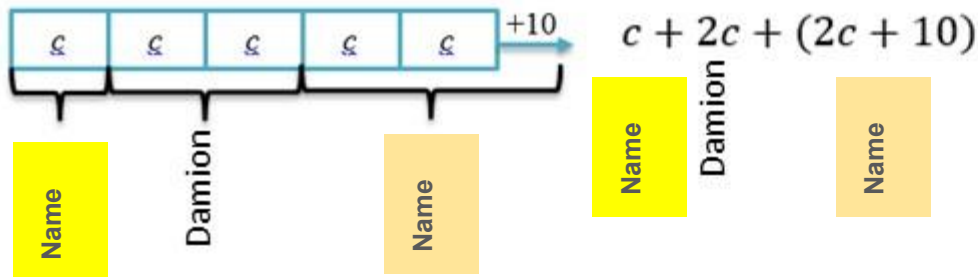 c c c c c +10
c + 2c + (2c + 10)
Name
Damion
Name
Name
Damion
Name